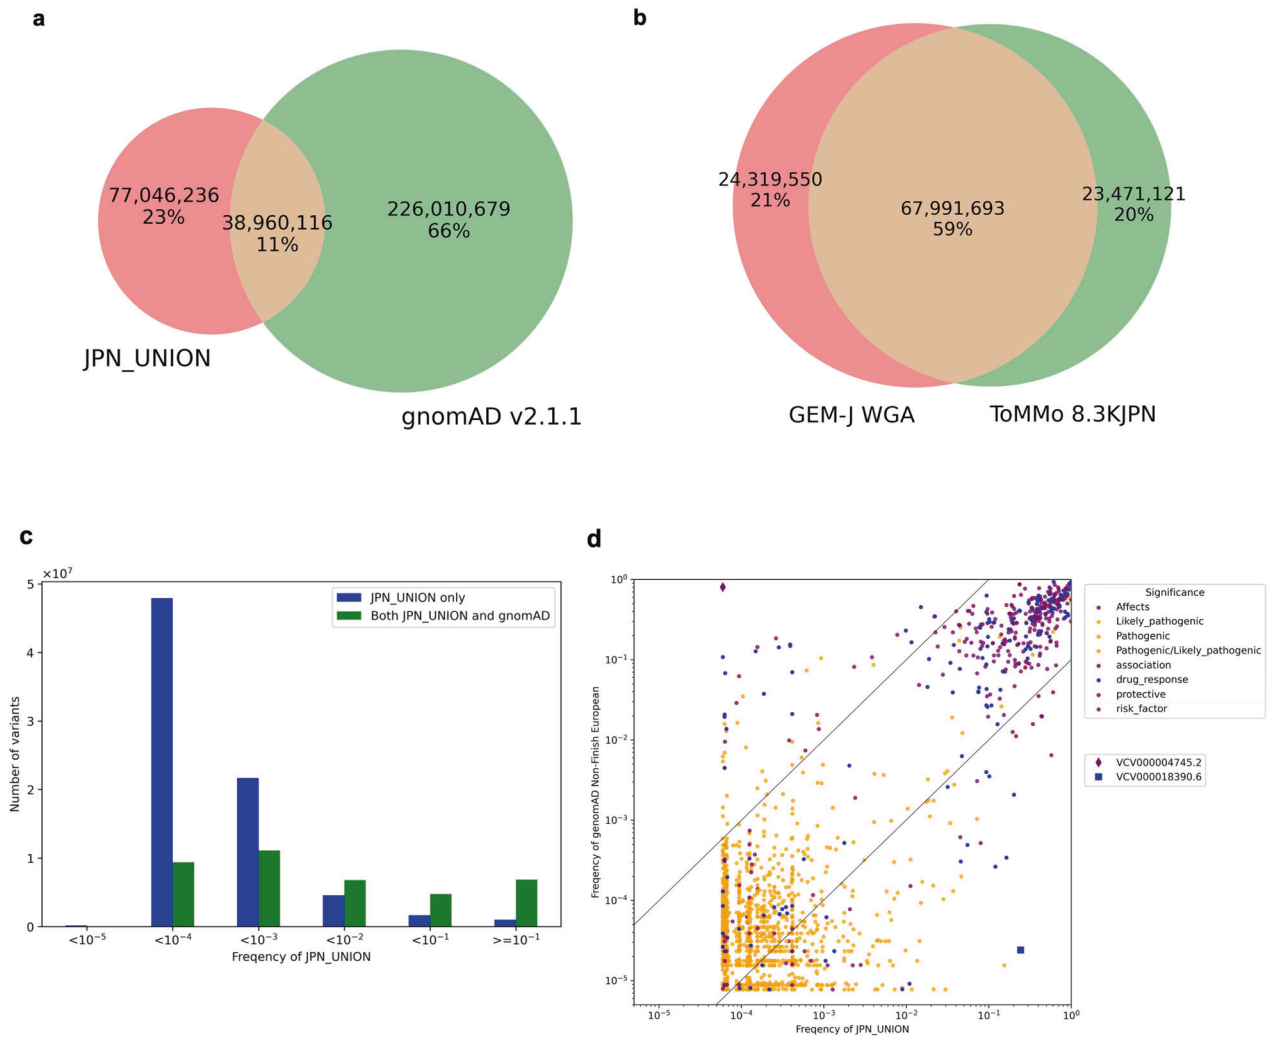 a
77,046,236
23%
38,960,116
11%
226,010,679
66%
JPN_UNION
gnomAD v2.1.1
b
24,319,550
21%
67,991,693
59%
23,471,121
20%
GEM-J WGA
ToMMo 8.3KJPN
c
×10⁷
5
4
3
2
1
0
Number of variants
JPN_UNION only
Both JPN_UNION and gnomAD
<10⁻⁵
<10⁻⁴
<10⁻³
<10⁻²
<10⁻¹
>=10⁻¹
Freqency of JPN_UNION
d
10⁰
10⁻¹
10⁻²
10⁻³
10⁻⁴
10⁻⁵
Freqency of genomAD Non-Finish European
10⁻⁵
10⁻⁴
10⁻³
10⁻²
10⁻¹
10⁰
Freqency of JPN_UNION
Significance
Affects
Likely_pathogenic
Pathogenic
Pathogenic/Likely_pathogenic
association
drug_response
protective
risk_factor
VCV000004745.2
VCV000018390.6